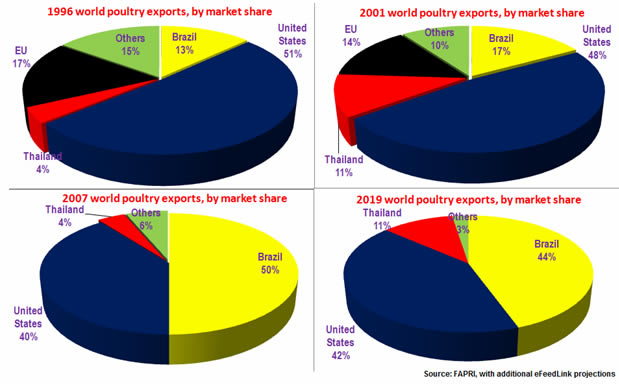 1996 world poultry exports, by market share
Brazil
13%
United
States
51%
Thailand
4%
EU
17%
Others
15%
2001 world poultry exports, by market share
Brazil
17%
United
States
48%
Thailand
11%
EU
14%
Others
10%
2007 world poultry exports, by market share
Brazil
50%
United
States
40%
Thailand
4%
Others
6%
2019 world poultry exports, by market share
Brazil
44%
United
States
42%
Thailand
11%
Others
3%
Source: FAPRI, with additional eFeedLink projections